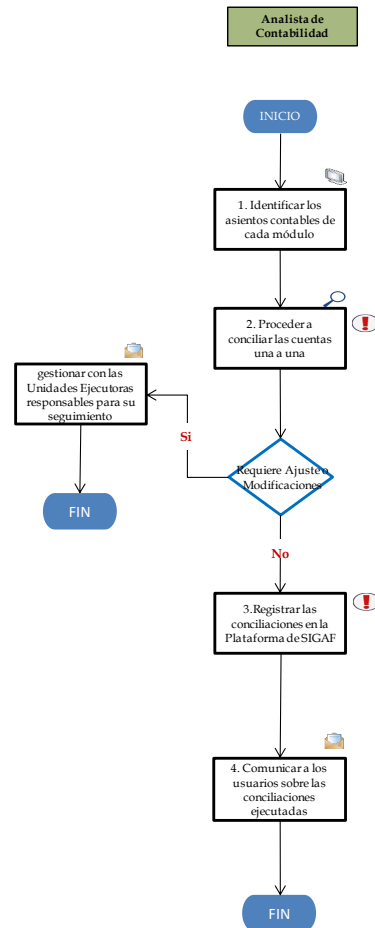 Analista de
Contabilidad
INICIO
1. Identificar los
asientos contables de
cada módulo
2. Proceder a
conciliar las cuentas
una a una
gestionar con las
Unidades Ejecutoras
responsables para su
seguimiento
Si
FIN
Requiere Ajuste o
Modificaciones
No
3.Registrar las
conciliaciones en la
Plataforma de SIGAF
4. Comunicar a los
usuarios sobre las
conciliaciones
ejecutadas
FIN